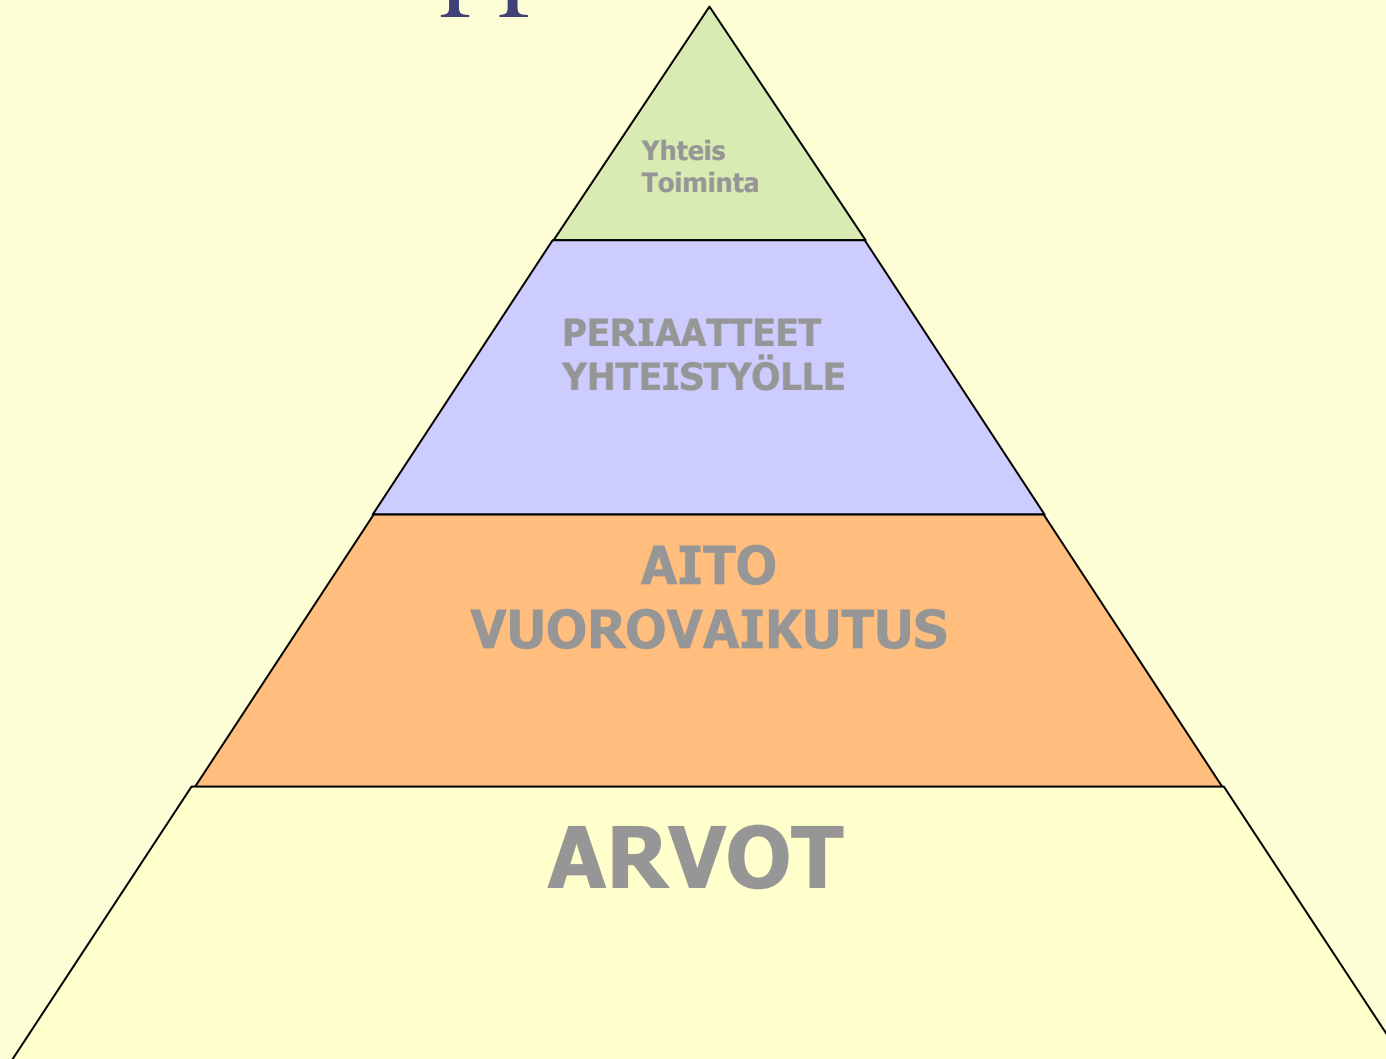 Yhteis
Toiminta
PERIAATTEET
YHTEISTYÖLLE
AITO
VUOROVAIKUTUS
ARVOT